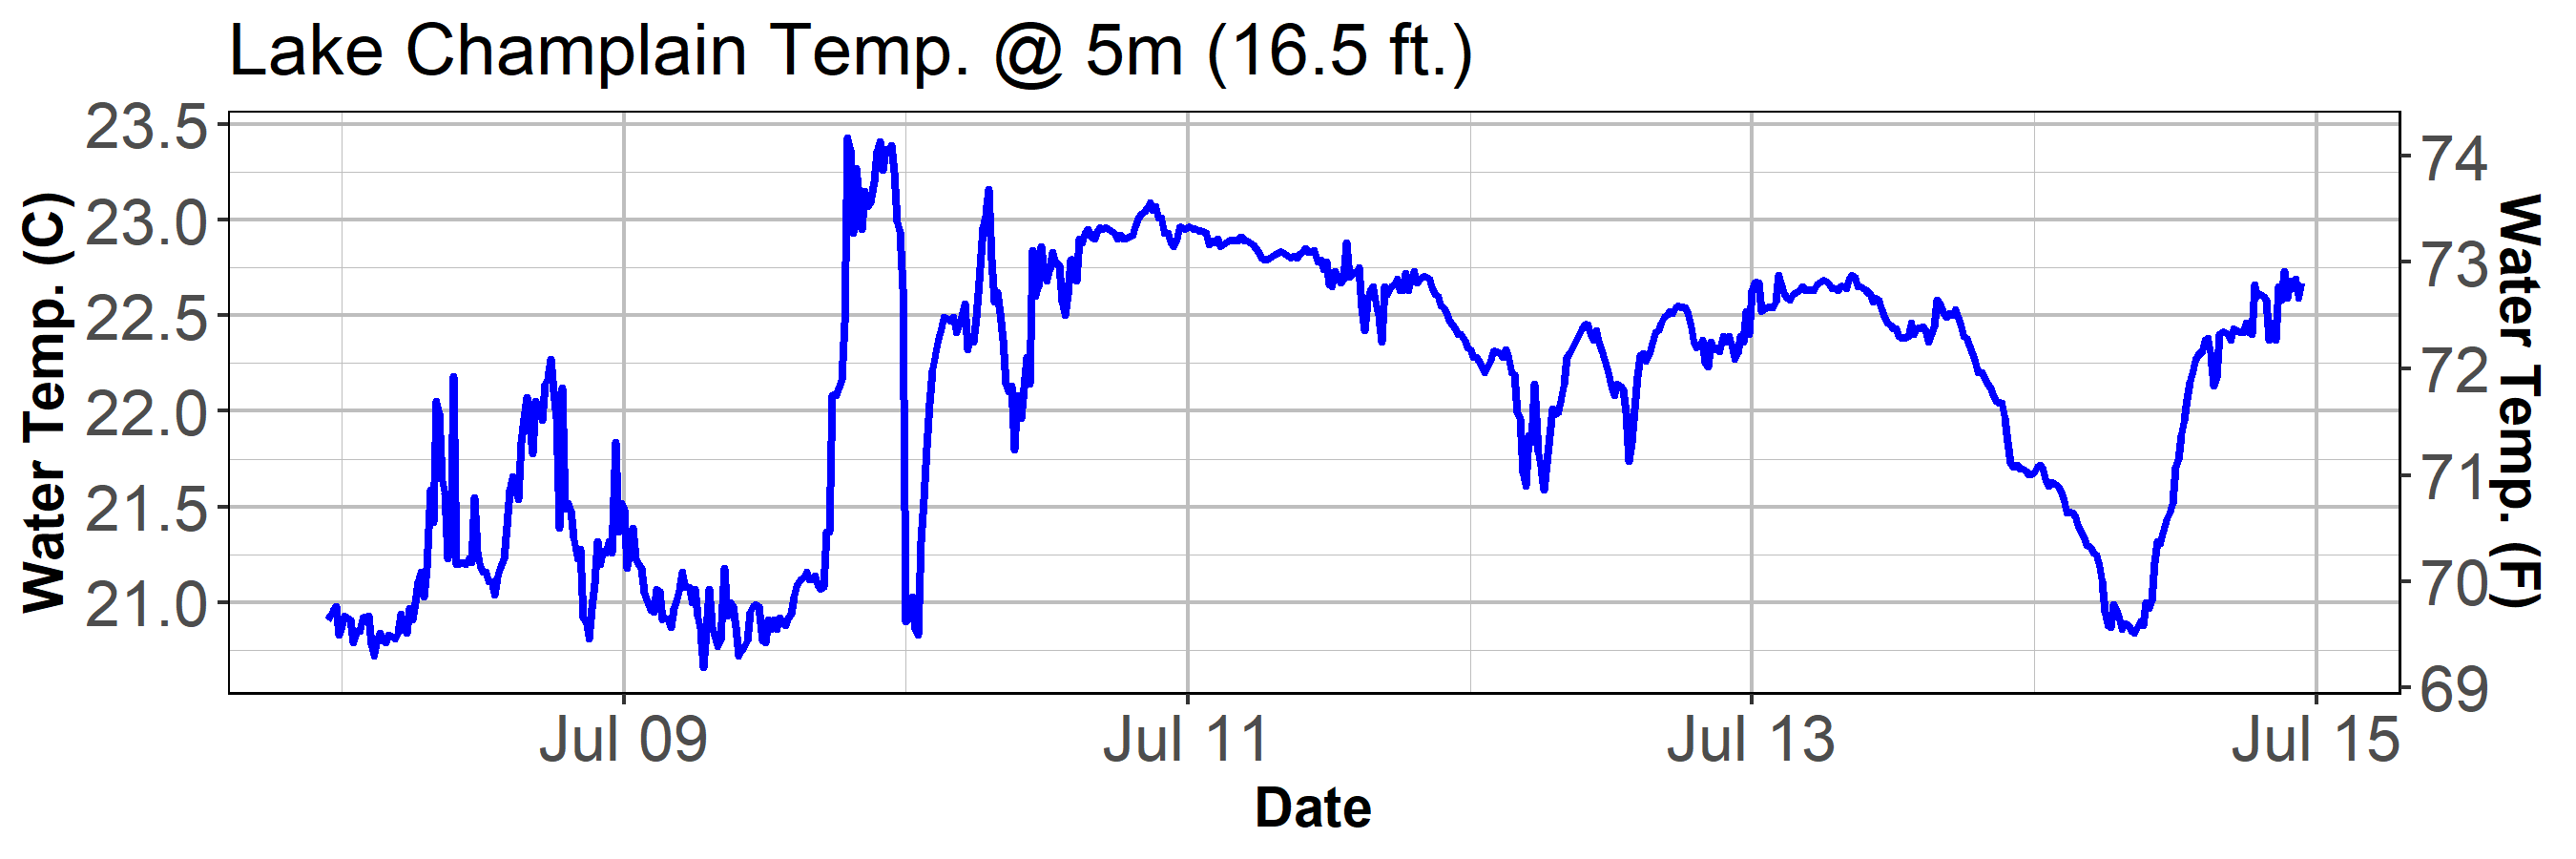 Lake Champlain Temp. @ 5m (16.5 ft.)
Water Temp. (C)
23.5
23.0
22.5
22.0
21.5
21.0
74
73
72
71
70
69
Water Temp. (F)
Jul 09 Jul 11 Jul 13 Jul 15
Date